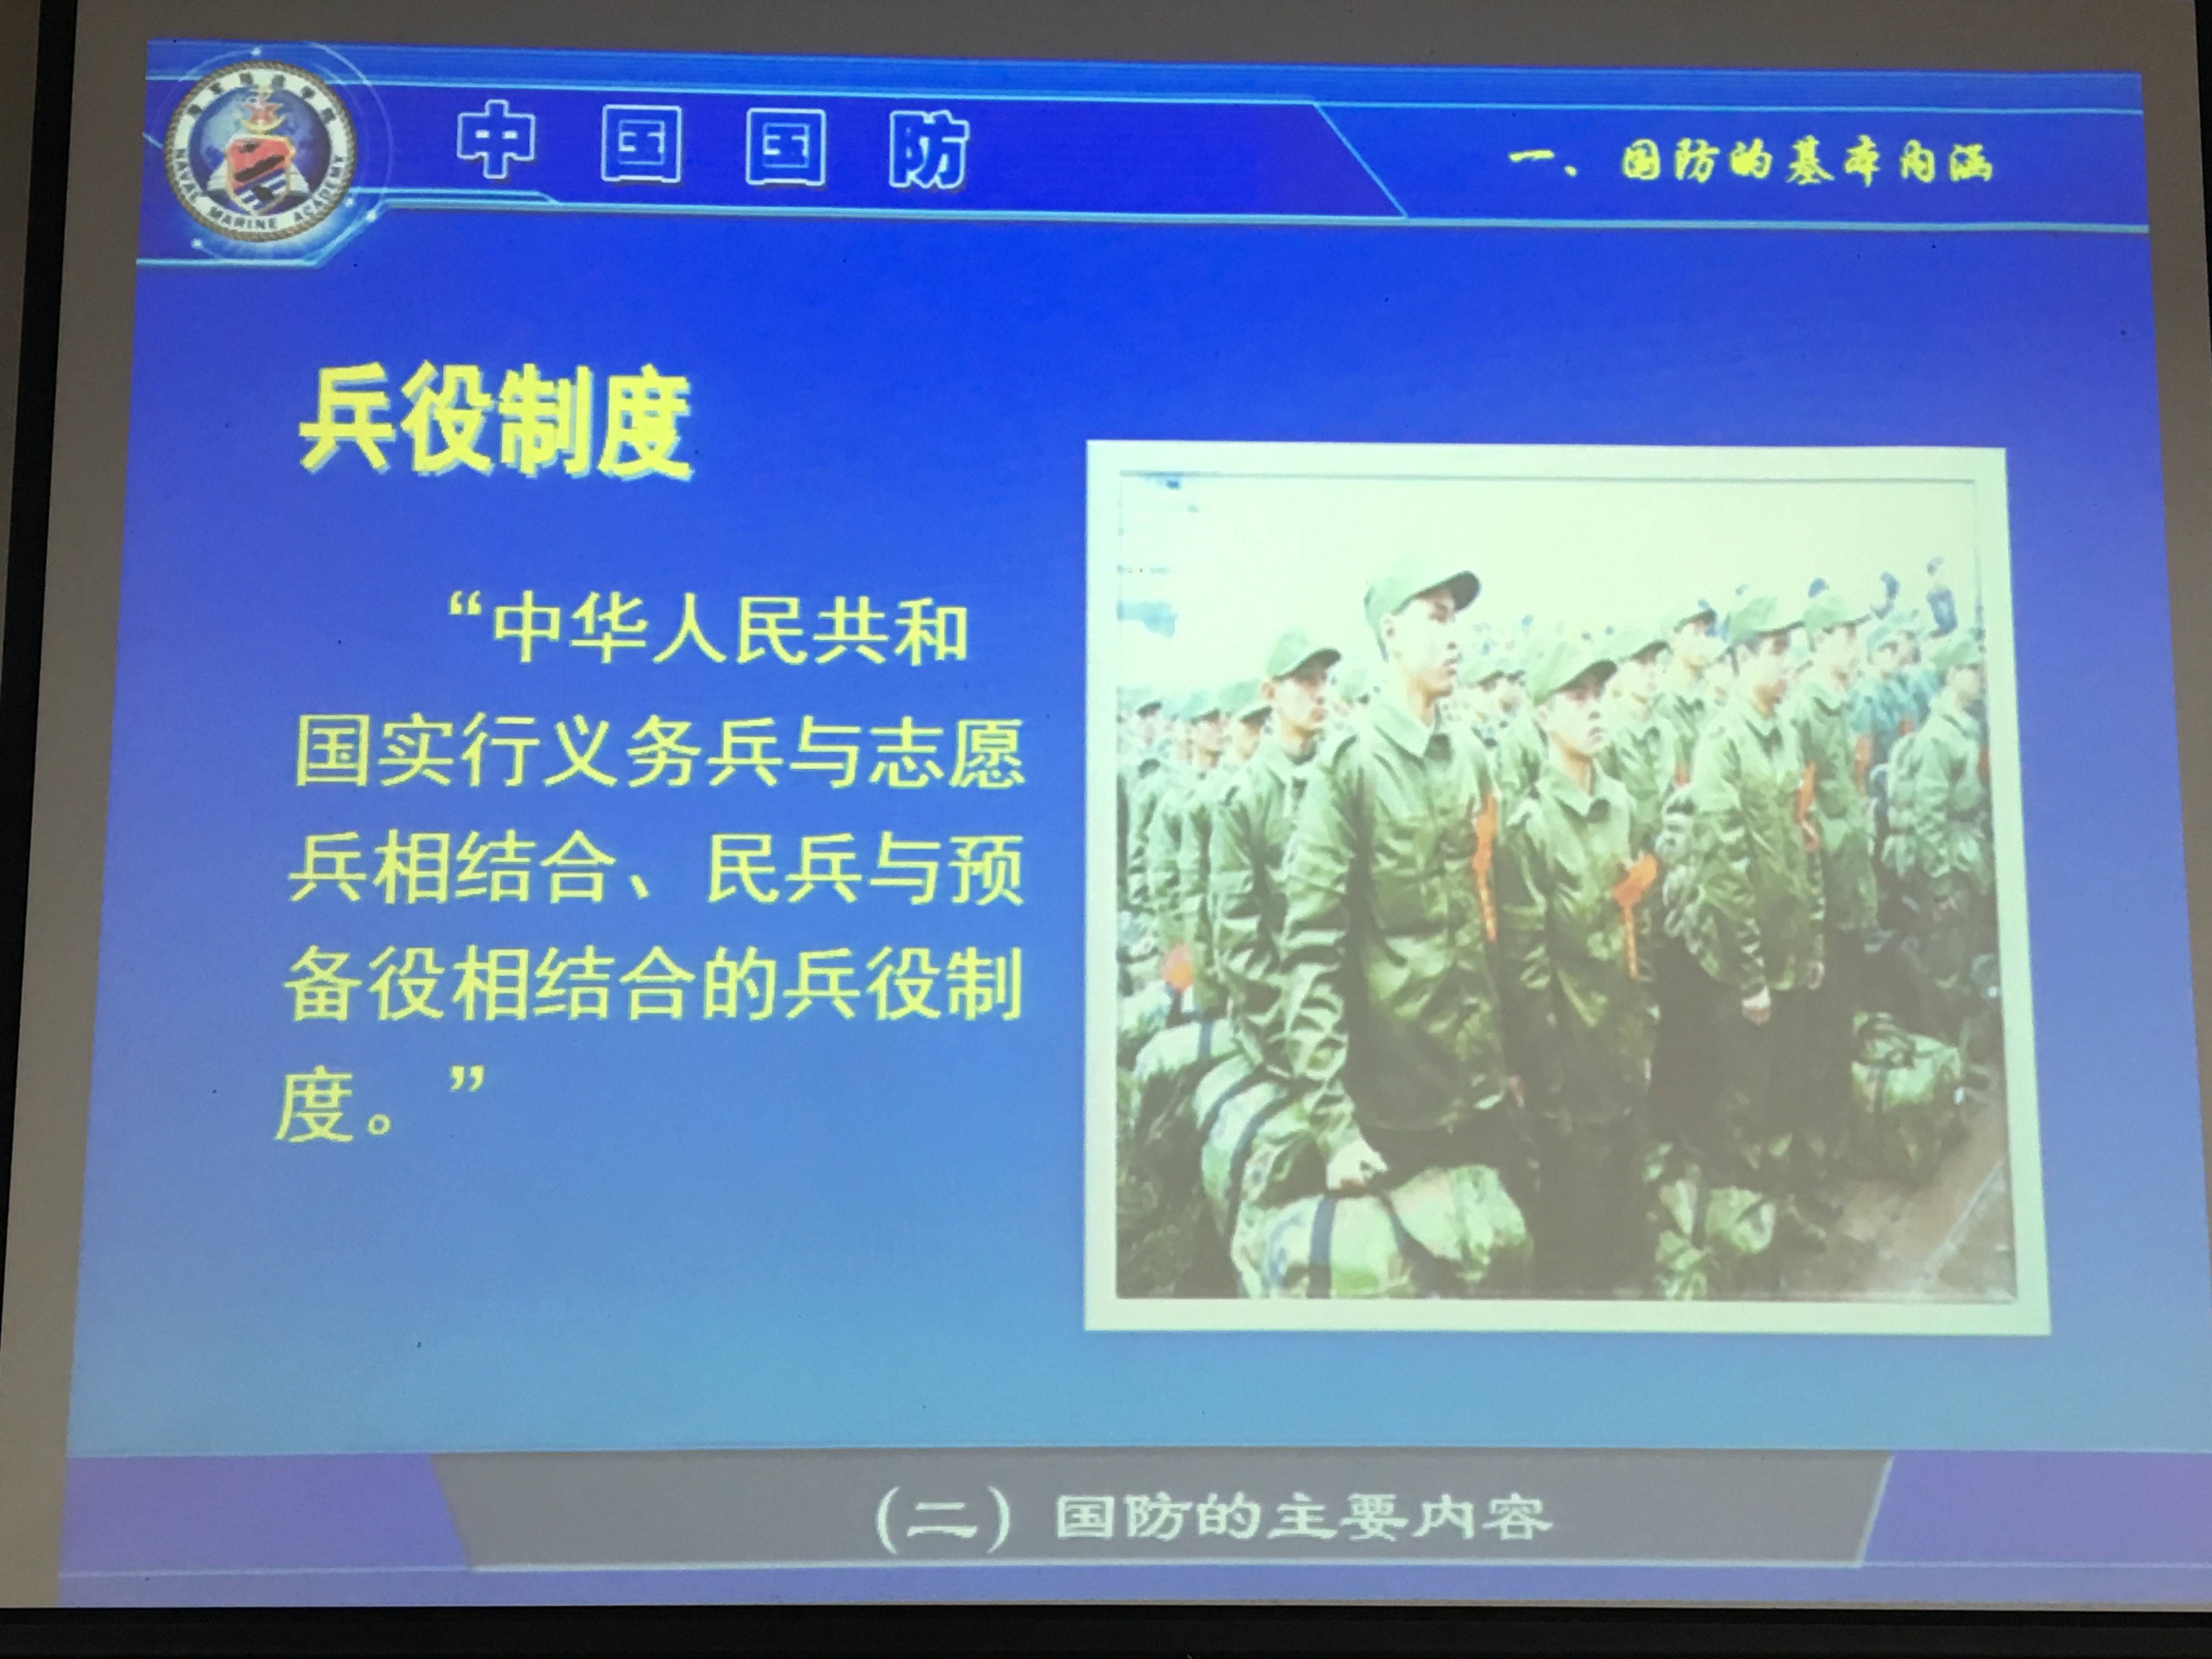 中国国防
一、国防的基本内涵
NAVAL MARINE ACADEMY
兵役制度
“中华人民共和
国实行义务兵与志愿
兵相结合、民兵与预
备役相结合的兵役制
度。”
（二）国防的主要内容